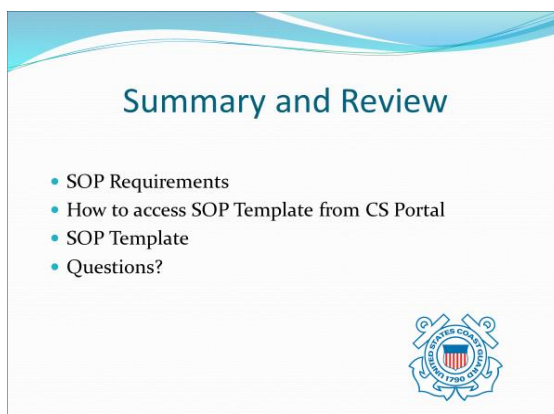 Summary and Review
SOP Requirements
How to access SOP Template from CS Portal
SOP Template
Questions?
UNITED STATES COAST GUARD
1790